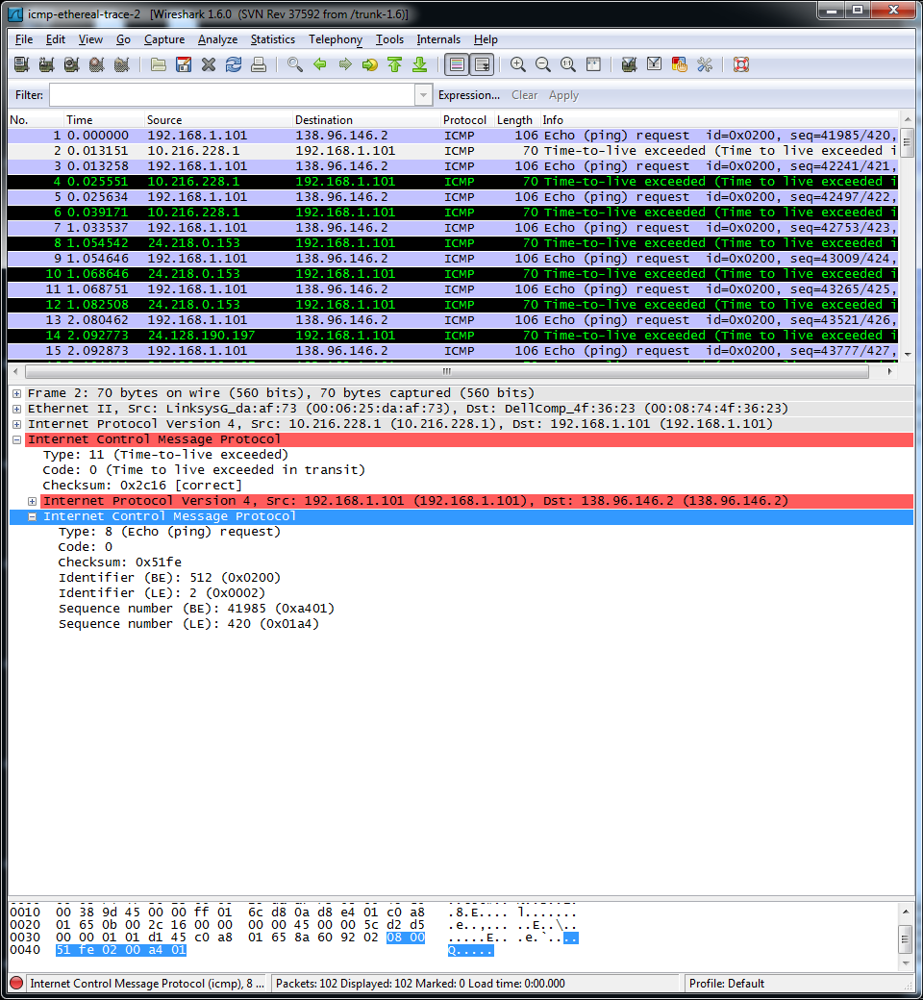 icmp-ethereal-trace-2 [Wireshark 1.6.0 (SVN Rev 37592 from /trunk-1.6)]
File Edit View Go Capture Analyze Statistics Telephony Tools Internals Help
Filter: Expression... Clear Apply
No. Time Source Destination Protocol Length Info
1 0.000000 192.168.1.101 138.96.146.2 ICMP 106 Echo (ping) request id=0x0200, seq=41985/420,
2 0.013151 10.216.228.1 192.168.1.101 ICMP 70 Time-to-live exceeded (Time to live exceeded i
3 0.013258 192.168.1.101 138.96.146.2 ICMP 106 Echo (ping) request id=0x0200, seq=42241/421,
4 0.025551 10.216.228.1 192.168.1.101 ICMP 70 Time-to-live exceeded (Time to live exceeded i
5 0.025634 192.168.1.101 138.96.146.2 ICMP 106 Echo (ping) request id=0x0200, seq=42497/422,
6 0.039171 10.216.228.1 192.168.1.101 ICMP 70 Time-to-live exceeded (Time to live exceeded i
7 1.033537 192.168.1.101 138.96.146.2 ICMP 106 Echo (ping) request id=0x0200, seq=42753/423,
8 1.054542 24.218.0.153 192.168.1.101 ICMP 70 Time-to-live exceeded (Time to live exceeded i
9 1.054646 192.168.1.101 138.96.146.2 ICMP 106 Echo (ping) request id=0x0200, seq=43009/424,
10 1.068646 24.218.0.153 192.168.1.101 ICMP 70 Time-to-live exceeded (Time to live exceeded i
11 1.068751 192.168.1.101 138.96.146.2 ICMP 106 Echo (ping) request id=0x0200, seq=43265/425,
12 1.082508 24.218.0.153 192.168.1.101 ICMP 70 Time-to-live exceeded (Time to live exceeded i
13 2.080462 192.168.1.101 138.96.146.2 ICMP 106 Echo (ping) request id=0x0200, seq=43521/426,
14 2.092773 24.128.190.197 192.168.1.101 ICMP 70 Time-to-live exceeded (Time to live exceeded i
15 2.092873 192.168.1.101 138.96.146.2 ICMP 106 Echo (ping) request id=0x0200, seq=43777/427,
Frame 2: 70 bytes on wire (560 bits), 70 bytes captured (560 bits)
Ethernet II, Src: LinksysG_da:af:73 (00:06:25:da:af:73), Dst: DellComp_4f:36:23 (00:08:74:4f:36:23)
Internet Protocol Version 4, Src: 10.216.228.1 (10.216.228.1), Dst: 192.168.1.101 (192.168.1.101)
Internet Control Message Protocol
Type: 11 (Time-to-live exceeded)
Code: 0 (Time to live exceeded in transit)
Checksum: 0x2c16 [correct]
Internet Protocol Version 4, Src: 192.168.1.101 (192.168.1.101), Dst: 138.96.146.2 (138.96.146.2)
Internet Control Message Protocol
Type: 8 (Echo (ping) request)
Code: 0
Checksum: 0x51fe
Identifier (BE): 512 (0x0200)
Identifier (LE): 2 (0x0002)
Sequence number (BE): 41985 (0xa401)
Sequence number (LE): 420 (0x01a4)
0010 00 38 9d 45 00 00 ff 01 6c d8 0a d8 e4 01 c0 a8 .8.E.... l.......
0020 01 65 0b 00 2c 16 00 00 00 00 45 00 00 5c d2 d5 .e..,... ..E..\..
0030 00 00 01 01 d1 45 c0 a8 01 65 8a 60 92 02 08 00 .....E.. .e.`....
0040 51 fe 02 00 a4 01 Q.....
Internet Control Message Protocol (icmp), 8 ... Packets: 102 Displayed: 102 Marked: 0 Load time: 0:00.000 Profile: Default